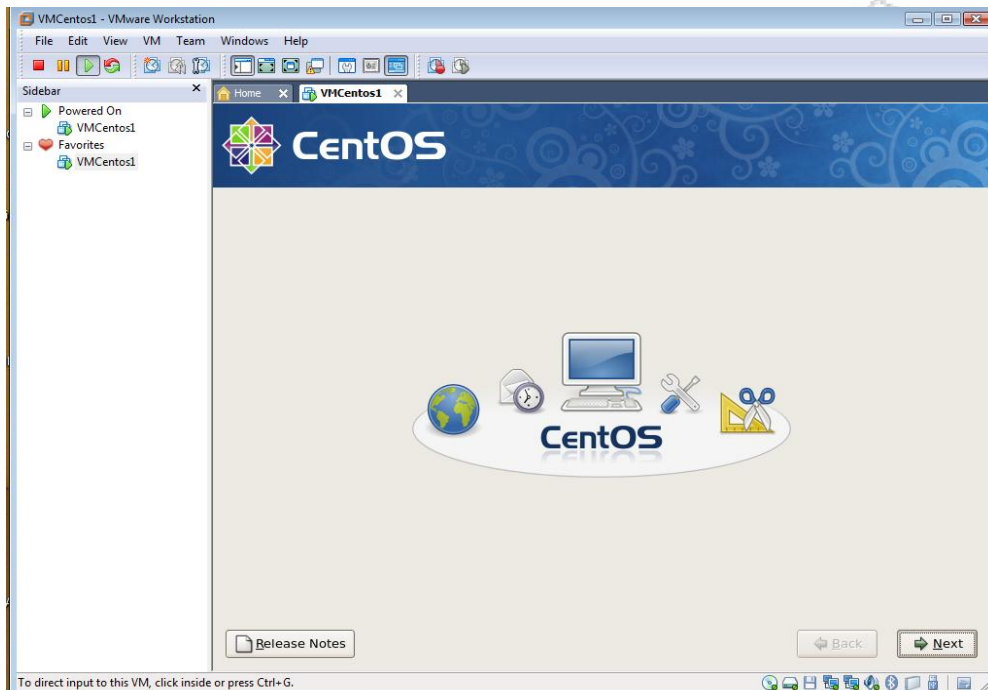 VMCentos1 - VMware Workstation
File Edit View VM Team Windows Help
Sidebar
Powered On
VMCentos1
Favorites
VMCentos1
Home
VMCentos1
CentOS
CentOS
Release Notes
Back
Next
To direct input to this VM, click inside or press Ctrl+G.